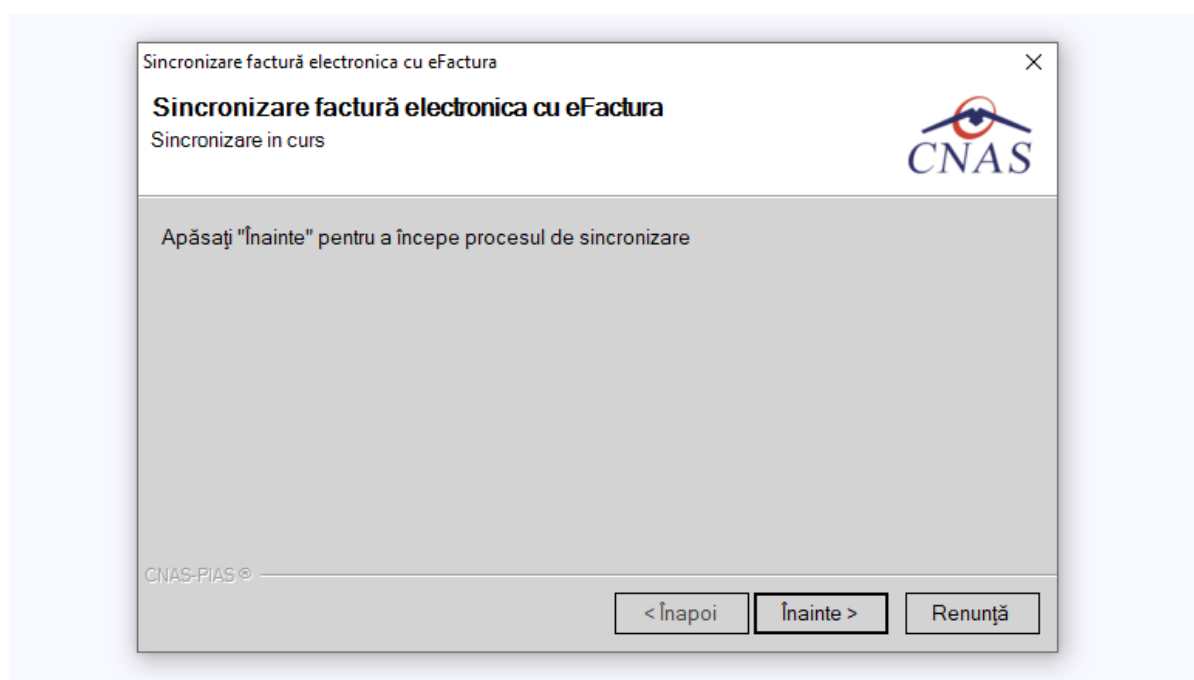 Sincronizare factură electronica cu eFactura
Sincronizare factură electronica cu eFactura
Sincronizare in curs
CNAS
Apăsaţi "Înainte" pentru a începe procesul de sincronizare
CNAS-PIAS ®
< Înapoi Înainte > Renunţă